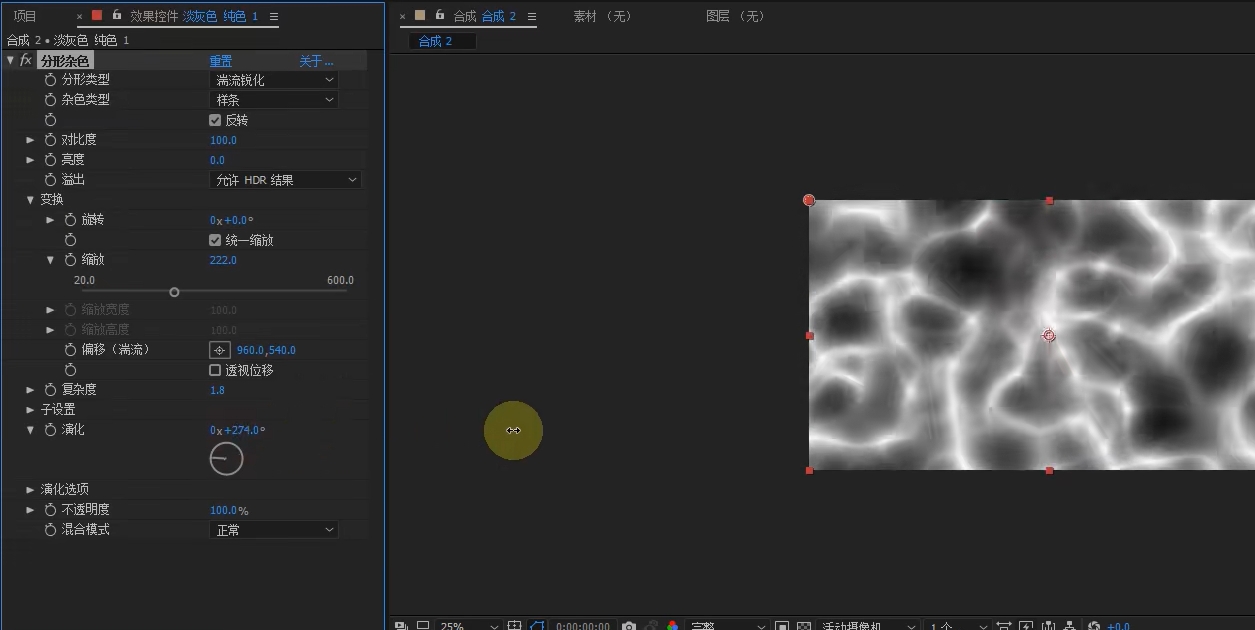 项目
效果控件 淡灰色 纯色 1
合成 2 • 淡灰色 纯色 1
fx 分形杂色 重置 关于...
分形类型 湍流锐化
杂色类型 样条
反转
对比度 100.0
亮度 0.0
溢出 允许 HDR 结果
变换
旋转 0x+0.0°
统一缩放
缩放 222.0
20.0 600.0
缩放宽度 100.0
缩放高度 100.0
偏移（湍流） 960.0,540.0
透视位移
复杂度 1.8
子设置
演化 0x+274.0°
演化选项
不透明度 100.0%
混合模式 正常
合成 合成 2
素材 （无）
图层 （无）
合成 2
25% 0:00:00:00 完整 活动摄像机 1个 +0.0